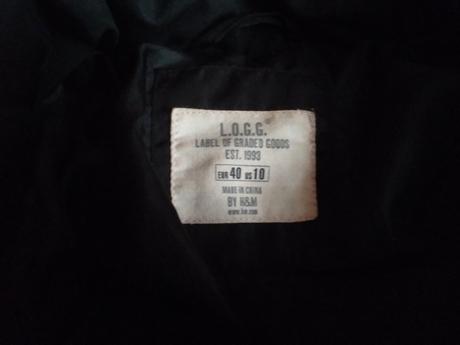 L.O.G.G.
LABEL OF GRADED GOODS
EST. 1993
EUR 40 US 10
MADE IN CHINA
BY H&M
www.hm.com